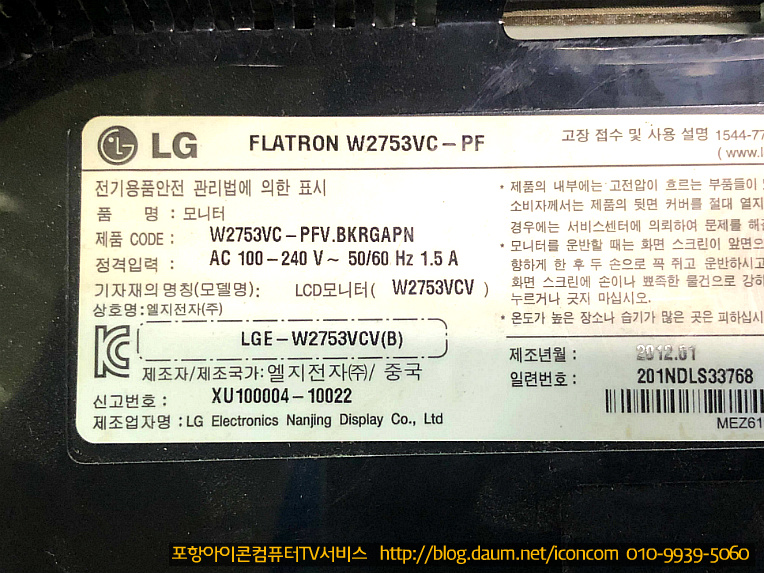 LG FLATRON W2753VC-PF
고장 접수 및 사용 설명 1544-77
( www.l
전기용품안전 관리법에 의한 표시
품 명 : 모니터
제품 CODE : W2753VC-PFV.BKRGAPN
정격입력 : AC 100-240 V~ 50/60 Hz 1.5 A
기자재의명칭(모델명): LCD모니터( W2753VCV )
상호명:엘지전자(주)
LGE-W2753VCV(B)
제조자/제조국가:엘지전자(주)/ 중국
신고번호 : XU100004-10022
제조업자명 : LG Electronics Nanjing Display Co., Ltd
* 제품의 내부에는 고전압이 흐르는 부품들이
소비자께서는 제품의 뒷면 커버를 절대 열지
경우에는 서비스센터에 의뢰하여 문제를 해결
* 모니터를 운반할 때는 화면 스크린이 앞면으
향하게 한 후 두 손으로 꽉 쥐고 운반하시고
화면 스크린에 손이나 뾰족한 물건으로 강하
누르거나 긋지 마십시오.
* 온도가 높은 장소나 습기가 많은 곳은 피하십시
제조년월 : 2012.01
일련번호 : 201NDLS33768
MEZ61
포항아이콘컴퓨터TV서비스 http://blog.daum.net/iconcom 010-9939-5060